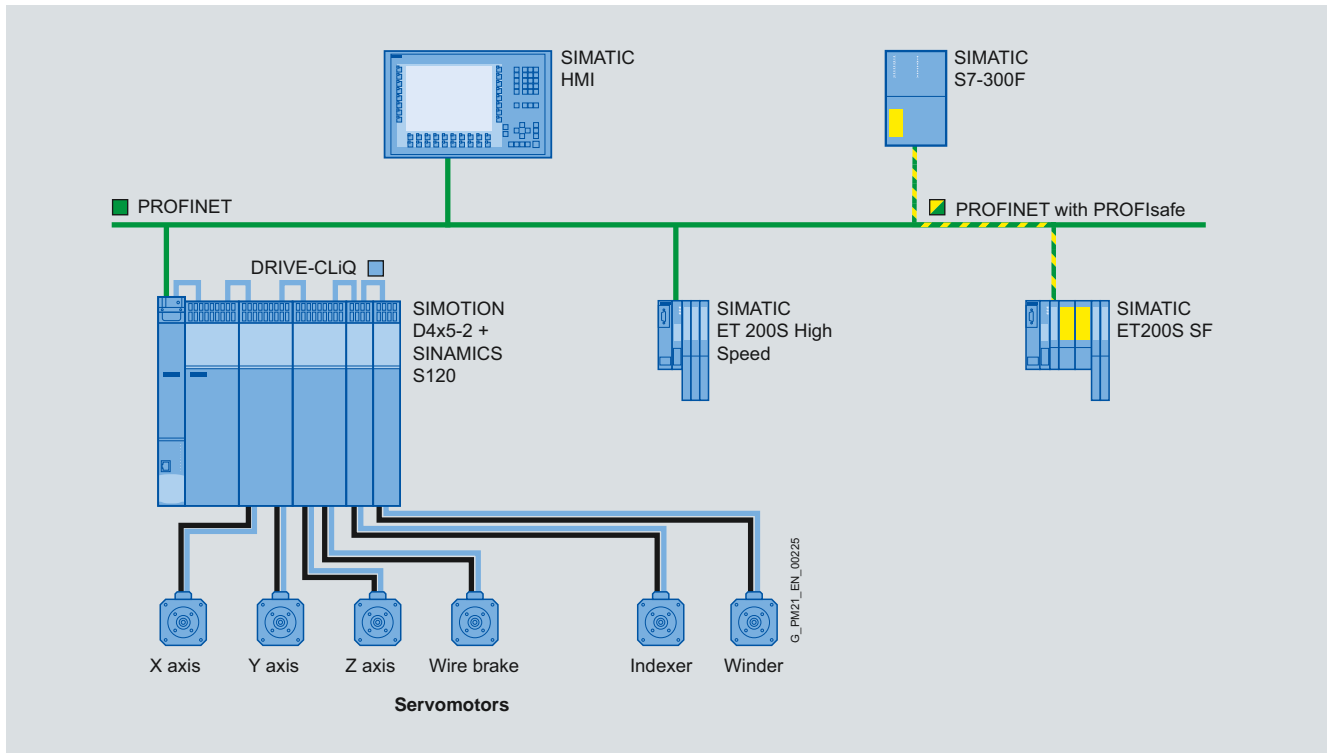 SIMATIC
HMI
SIMATIC
S7-300F
PROFINET
PROFINET with PROFIsafe
DRIVE-CLiQ
SIMOTION
D4x5-2 +
SINAMICS
S120
SIMATIC
ET 200S High
Speed
SIMATIC
ET200S SF
G_PM21_EN_00225
X axis
Y axis
Z axis
Wire brake
Indexer
Winder
Servomotors